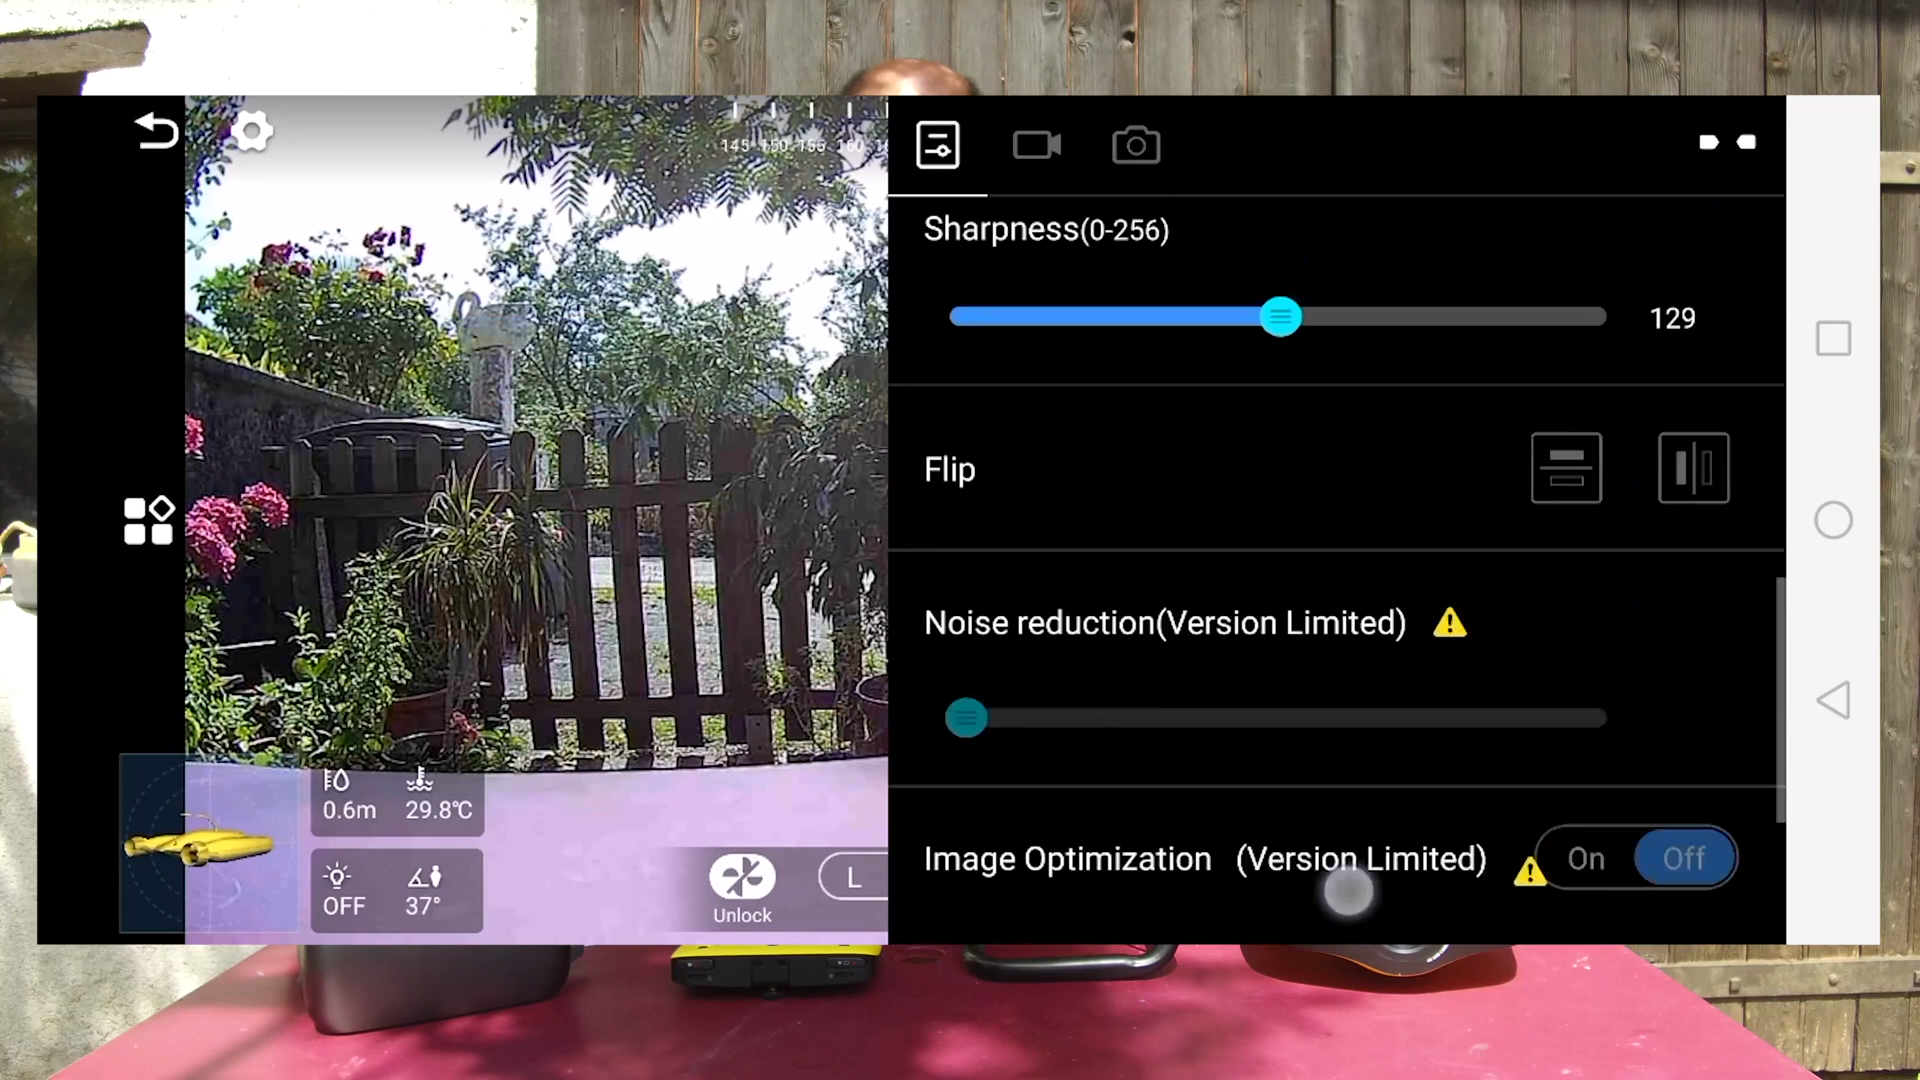 145 150 155 160
Sharpness(0-256)
129
Flip
Noise reduction(Version Limited)
Image Optimization (Version Limited)
On Off
0.6m 29.8℃
OFF 37°
L
Unlock